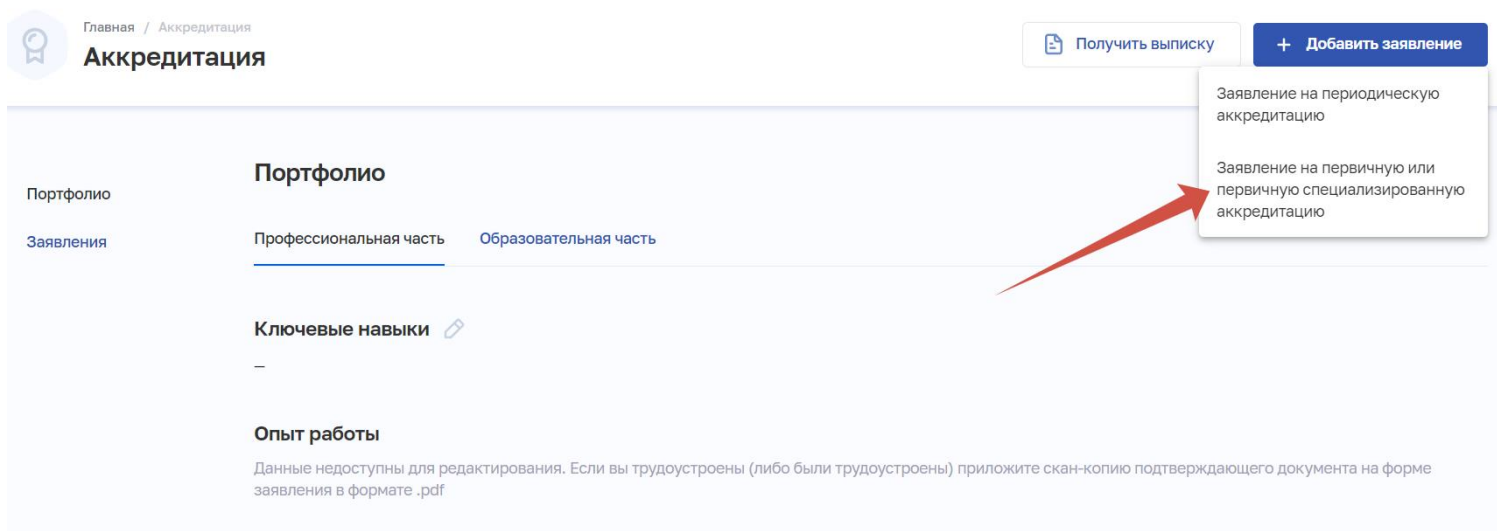 Главная / Аккредитация
Аккредитация
Получить выписку
+ Добавить заявление
Заявление на периодическую
аккредитацию
Заявление на первичную или
первичную специализированную
аккредитацию
Портфолио
Заявления
Портфолио
Профессиональная часть
Образовательная часть
Ключевые навыки
—
Опыт работы
Данные недоступны для редактирования. Если вы трудоустроены (либо были трудоустроены) приложите скан-копию подтверждающего документа на форме
заявления в формате .pdf